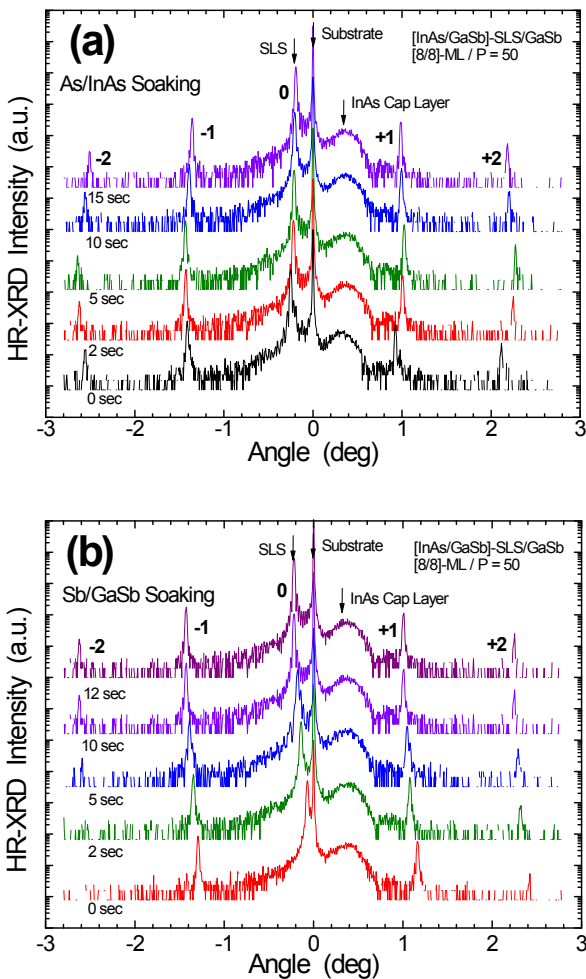 (a)
Substrate
[InAs/GaSb]-SLS/GaSb
SLS
[8/8]-ML / P = 50
As/InAs Soaking
0
InAs Cap Layer
-2
-1
+1
+2
15 sec
10 sec
5 sec
2 sec
0 sec
HR-XRD Intensity (a.u.)
-3 -2 -1 0 1 2 3
Angle (deg)
(b)
SLS
Substrate
[InAs/GaSb]-SLS/GaSb
[8/8]-ML / P = 50
Sb/GaSb Soaking
0
InAs Cap Layer
-2
-1
+1
+2
12 sec
10 sec
5 sec
2 sec
0 sec
HR-XRD Intensity (a.u.)
-3 -2 -1 0 1 2 3
Angle (deg)